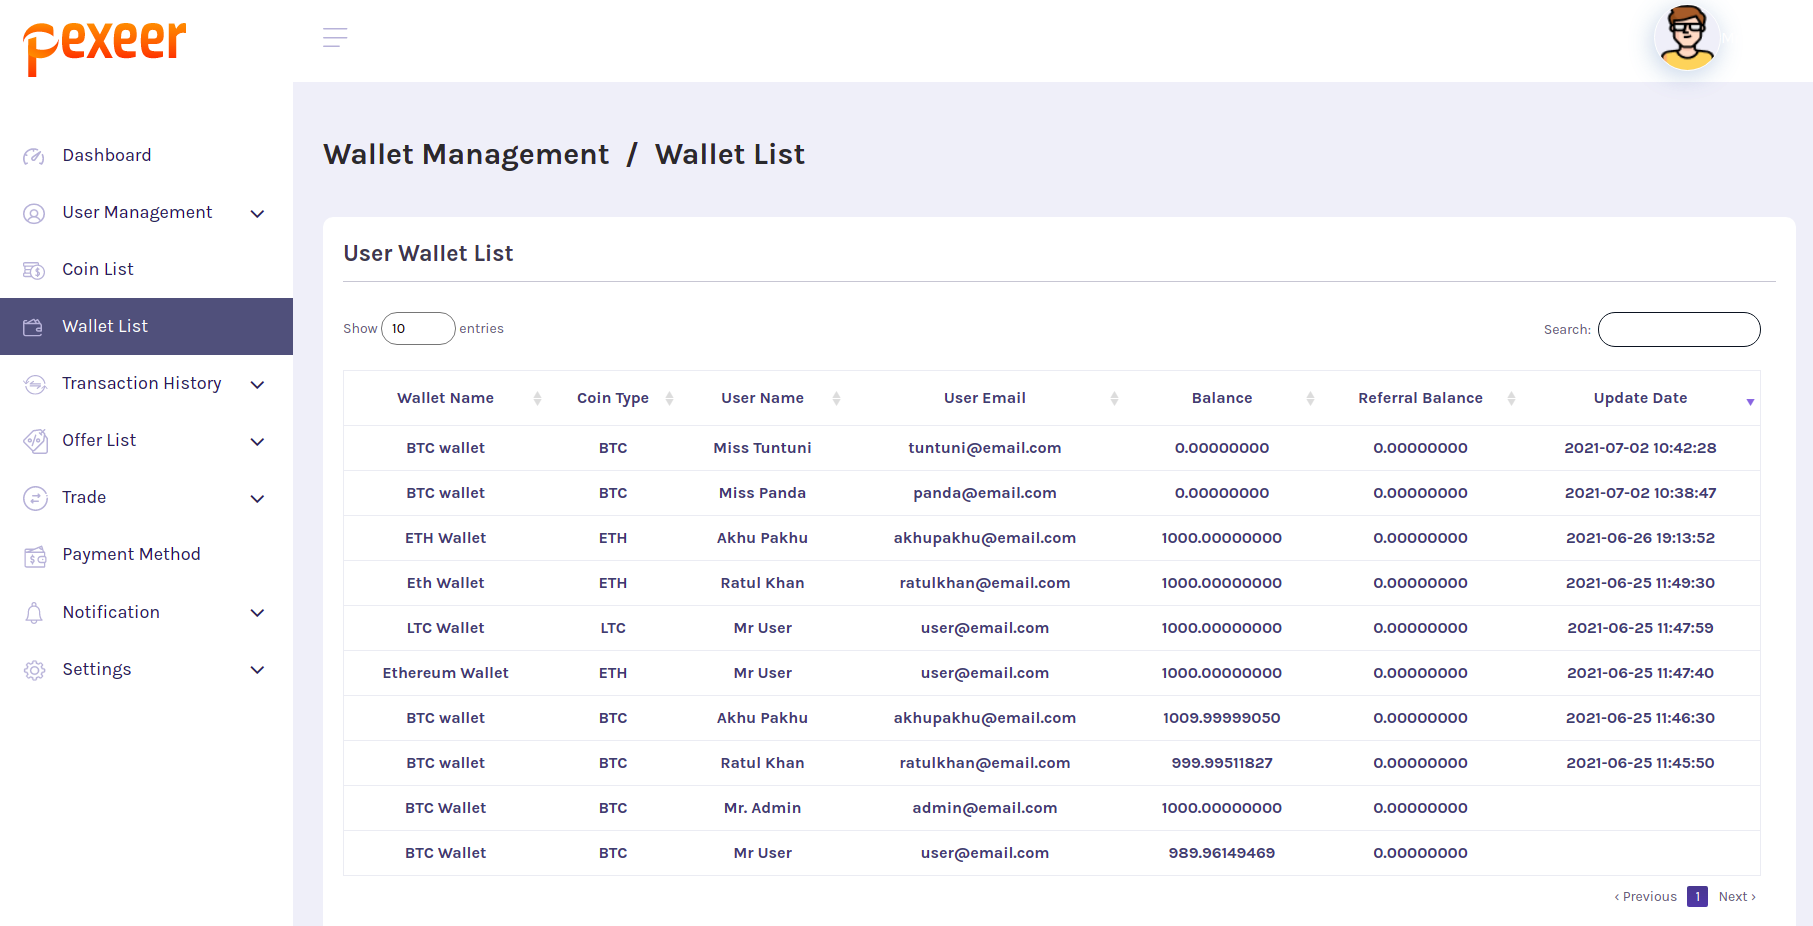 pexeer
Dashboard
User Management
Coin List
Wallet List
Transaction History
Offer List
Trade
Payment Method
Notification
Settings
Wallet Management / Wallet List
User Wallet List
Show 10 entries
Search:
Wallet Name Coin Type User Name User Email Balance Referral Balance Update Date
BTC wallet BTC Miss Tuntuni tuntuni@email.com 0.00000000 0.00000000 2021-07-02 10:42:28
BTC wallet BTC Miss Panda panda@email.com 0.00000000 0.00000000 2021-07-02 10:38:47
ETH Wallet ETH Akhu Pakhu akhupakhu@email.com 1000.00000000 0.00000000 2021-06-26 19:13:52
Eth Wallet ETH Ratul Khan ratulkhan@email.com 1000.00000000 0.00000000 2021-06-25 11:49:30
LTC Wallet LTC Mr User user@email.com 1000.00000000 0.00000000 2021-06-25 11:47:59
Ethereum Wallet ETH Mr User user@email.com 1000.00000000 0.00000000 2021-06-25 11:47:40
BTC wallet BTC Akhu Pakhu akhupakhu@email.com 1009.99999050 0.00000000 2021-06-25 11:46:30
BTC wallet BTC Ratul Khan ratulkhan@email.com 999.99511827 0.00000000 2021-06-25 11:45:50
BTC Wallet BTC Mr. Admin admin@email.com 1000.00000000 0.00000000
BTC Wallet BTC Mr User user@email.com 989.96149469 0.00000000
‹ Previous 1 Next ›